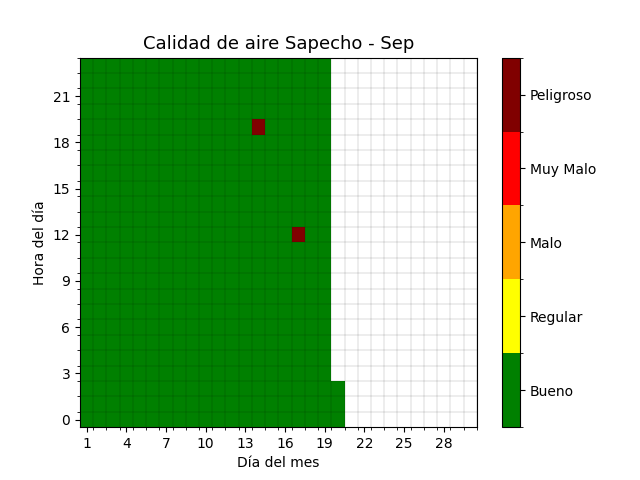 Calidad de aire Sapecho - Sep
Hora del día
21
18
15
12
9
6
3
0
1 4 7 10 13 16 19 22 25 28
Día del mes
Peligroso
Muy Malo
Malo
Regular
Bueno